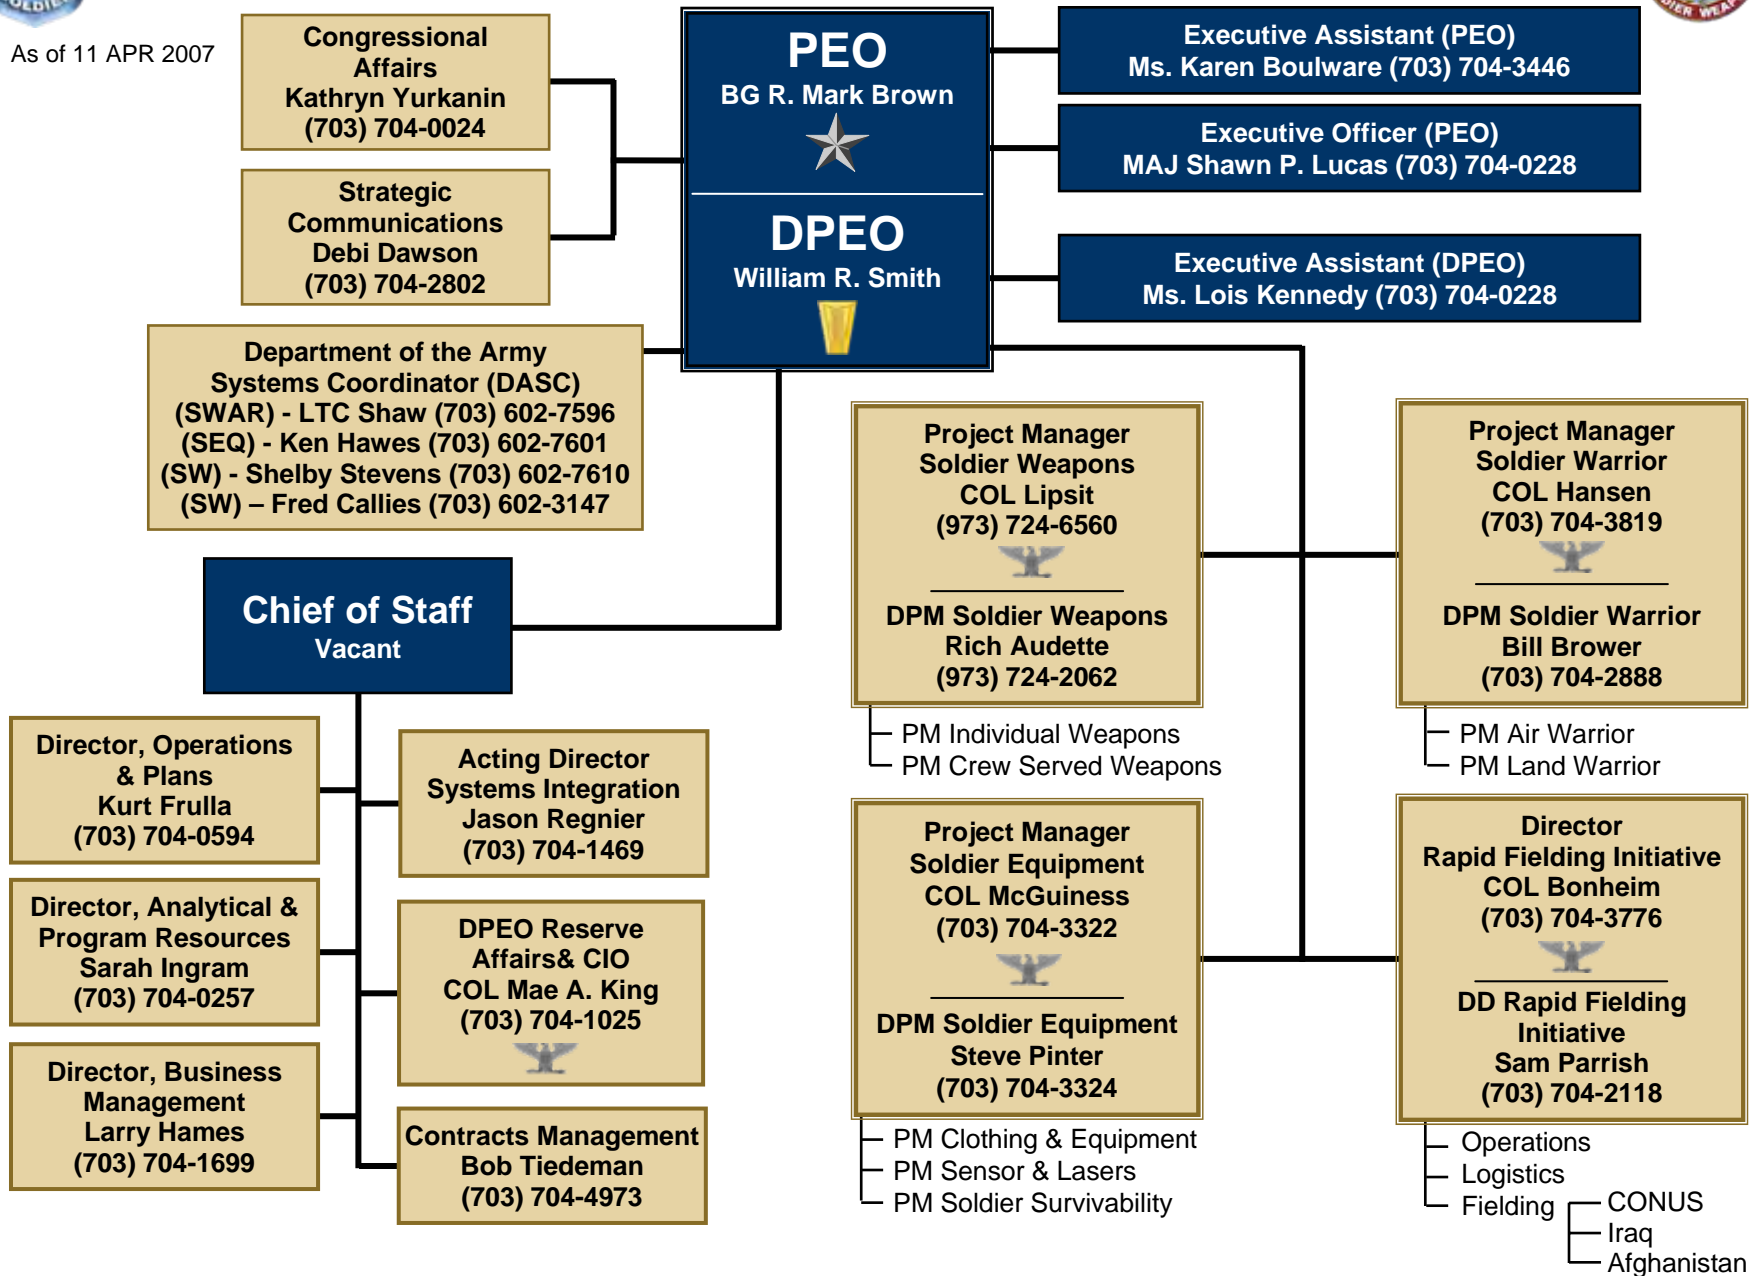 SOLDIER
As of 11 APR 2007
Congressional
Affairs
Kathryn Yurkanin
(703) 704-0024
Strategic
Communications
Debi Dawson
(703) 704-2802
PEO
BG R. Mark Brown
DPEO
William R. Smith
Executive Assistant (PEO)
Ms. Karen Boulware (703) 704-3446
Executive Officer (PEO)
MAJ Shawn P. Lucas (703) 704-0228
Executive Assistant (DPEO)
Ms. Lois Kennedy (703) 704-0228
Department of the Army
Systems Coordinator (DASC)
(SWAR) - LTC Shaw (703) 602-7596
(SEQ) - Ken Hawes (703) 602-7601
(SW) - Shelby Stevens (703) 602-7610
(SW) – Fred Callies (703) 602-3147
Chief of Staff
Vacant
Director, Operations
& Plans
Kurt Frulla
(703) 704-0594
Director, Analytical &
Program Resources
Sarah Ingram
(703) 704-0257
Director, Business
Management
Larry Hames
(703) 704-1699
Acting Director
Systems Integration
Jason Regnier
(703) 704-1469
DPEO Reserve
Affairs& CIO
COL Mae A. King
(703) 704-1025
Contracts Management
Bob Tiedeman
(703) 704-4973
Project Manager
Soldier Weapons
COL Lipsit
(973) 724-6560
DPM Soldier Weapons
Rich Audette
(973) 724-2062
PM Individual Weapons
PM Crew Served Weapons
Project Manager
Soldier Warrior
COL Hansen
(703) 704-3819
DPM Soldier Warrior
Bill Brower
(703) 704-2888
PM Air Warrior
PM Land Warrior
Project Manager
Soldier Equipment
COL McGuiness
(703) 704-3322
DPM Soldier Equipment
Steve Pinter
(703) 704-3324
PM Clothing & Equipment
PM Sensor & Lasers
PM Soldier Survivability
Director
Rapid Fielding Initiative
COL Bonheim
(703) 704-3776
DD Rapid Fielding
Initiative
Sam Parrish
(703) 704-2118
Operations
Logistics
Fielding
CONUS
Iraq
Afghanistan